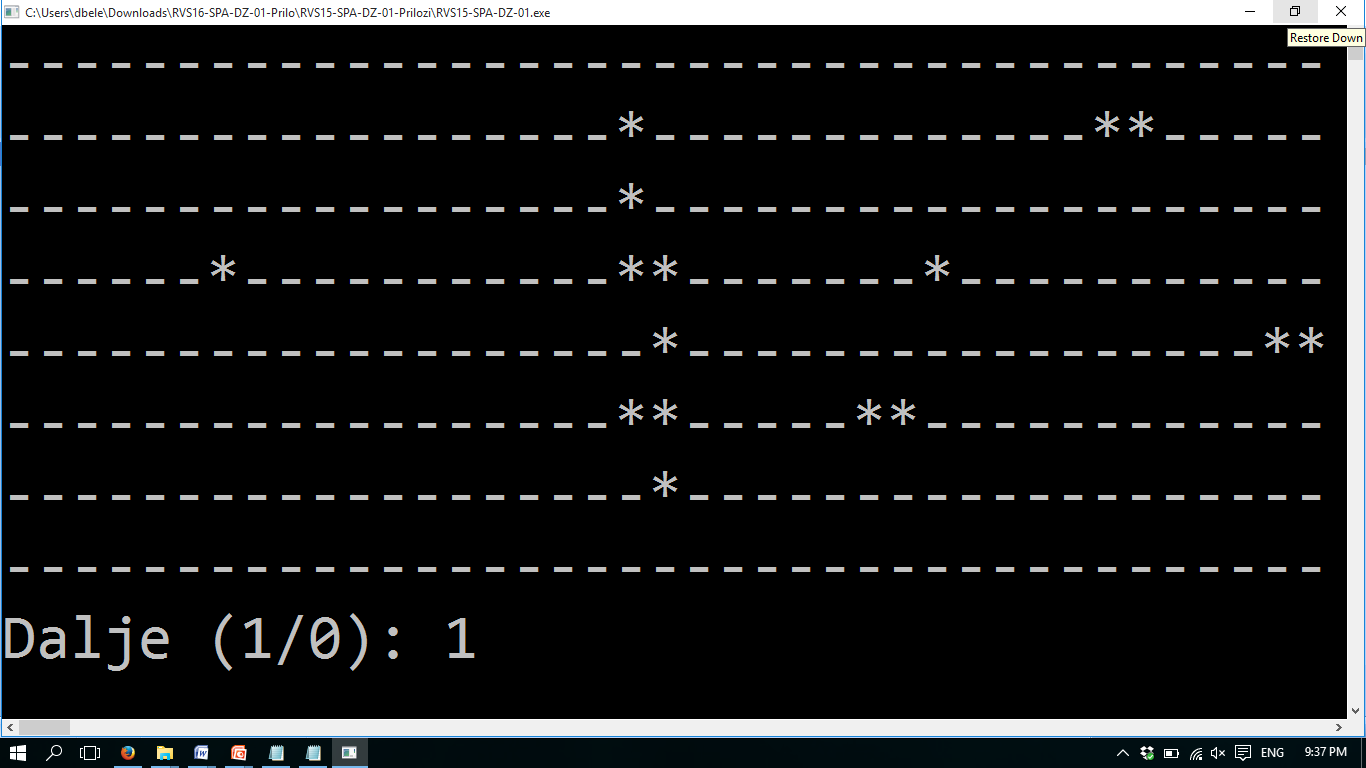 C:\Users\dbele\Downloads\RVS16-SPA-DZ-01-Prilo\RVS15-SPA-DZ-01-Prilozi\RVS15-SPA-DZ-01.exe
Restore Down
---------------------------------------
------------------*-------------**-----
------------------*--------------------
------*-----------**-------*-----------
-------------------*-----------------**
------------------**-----**------------
-------------------*-------------------
---------------------------------------
Dalje (1/0): 1
ENG 9:37 PM